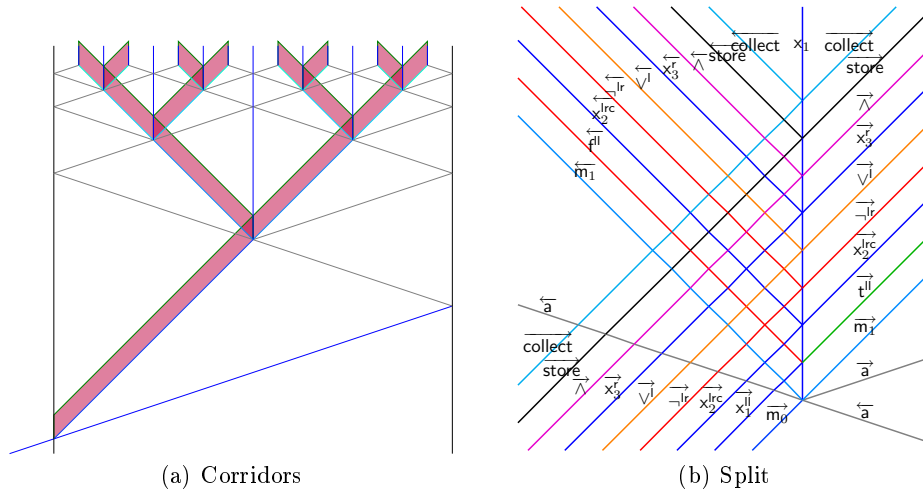 ←collect x₁ →collect
←store →store
←∧ →∧
←x₃ʳ →x₃ʳ
←∨ˡ →∨ˡ
←¬ˡʳ →¬ˡʳ
←x₂ˡʳᶜ →x₂ˡʳᶜ
←fˡˡ →tˡˡ
←m₁ →m₁
←a →a
→collect ←a
→store
→∧
→x₃ʳ
→∨ˡ
→¬ˡʳ
→x₂ˡʳᶜ
→x₁ˡˡ
→m₀
(a) Corridors
(b) Split